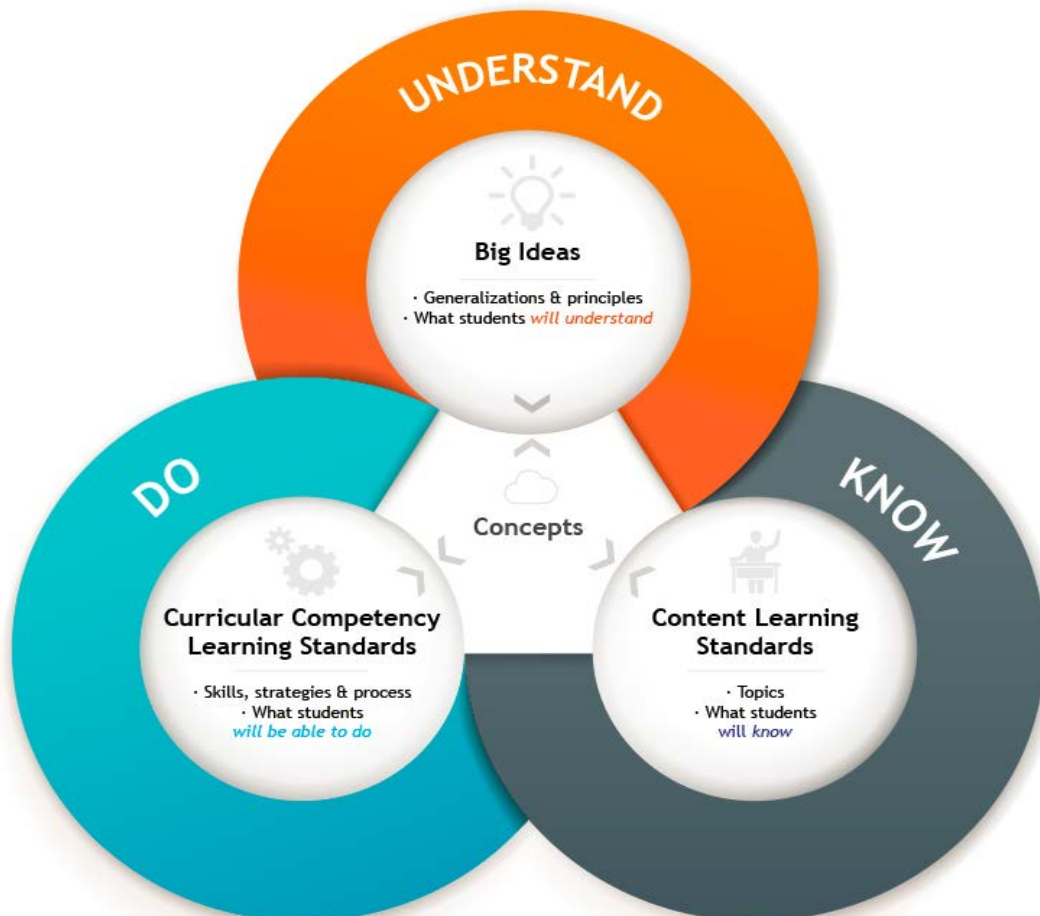 UNDERSTAND
Big Ideas
· Generalizations & principles
· What students will understand
DO
KNOW
Concepts
Curricular Competency
Learning Standards
· Skills, strategies & process
· What students
will be able to do
Content Learning
Standards
· Topics
· What students
will know